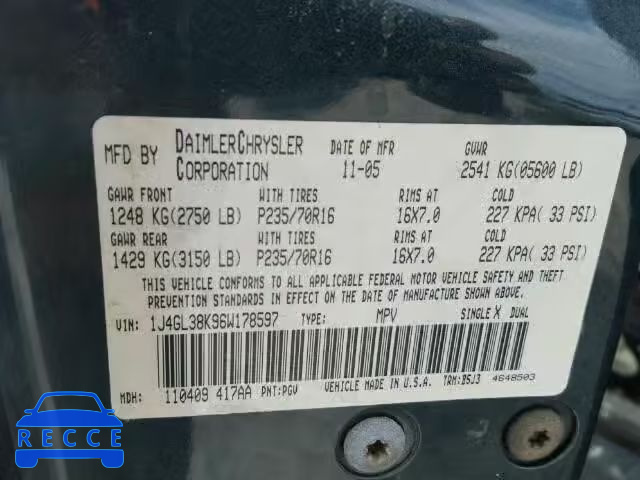 MFD BY DAIMLERCHRYSLER CORPORATION DATE OF MFR 11-05 GVWR 2541 KG(05600 LB)
GAWR FRONT WITH TIRES RIMS AT COLD
1248 KG(2750 LB) P235/70R16 16X7.0 227 KPA( 33 PSI)
GAWR REAR WITH TIRES RIMS AT COLD
1429 KG(3150 LB) P235/70R16 16X7.0 227 KPA( 33 PSI)
THIS VEHICLE CONFORMS TO ALL APPLICABLE FEDERAL MOTOR VEHICLE SAFETY AND THEFT
PREVENTION STANDARDS IN EFFECT ON THE DATE OF MANUFACTURE SHOWN ABOVE.
VIN: 1J4GL38K96W178597 TYPE: MPV SINGLE X DUAL
MDH: 110409 417AA PNT:PGV VEHICLE MADE IN U.S.A. TRM:B5J3 4648503
RECCE